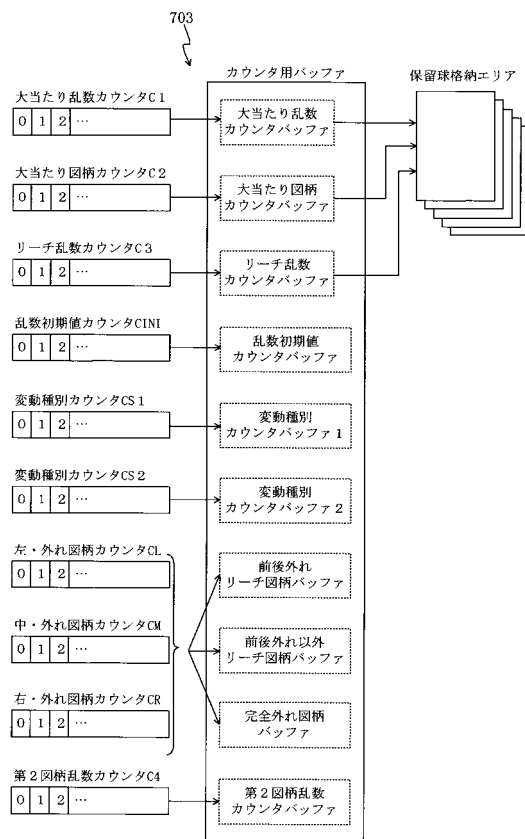 703
カウンタ用バッファ
保留球格納エリア
大当たり乱数カウンタC1
0 1 2 …
大当たり乱数
カウンタバッファ
大当たり図柄カウンタC2
0 1 2 …
大当たり図柄
カウンタバッファ
リーチ乱数カウンタC3
0 1 2 …
リーチ乱数
カウンタバッファ
乱数初期値カウンタCINI
0 1 2 …
乱数初期値
カウンタバッファ
変動種別カウンタCS1
0 1 2 …
変動種別
カウンタバッファ1
変動種別カウンタCS2
0 1 2 …
変動種別
カウンタバッファ2
左・外れ図柄カウンタCL
0 1 2 …
前後外れ
リーチ図柄バッファ
中・外れ図柄カウンタCM
0 1 2 …
前後外れ以外
リーチ図柄バッファ
右・外れ図柄カウンタCR
0 1 2 …
完全外れ図柄
バッファ
第2図柄乱数カウンタC4
0 1 2 …
第2図柄乱数
カウンタバッファ